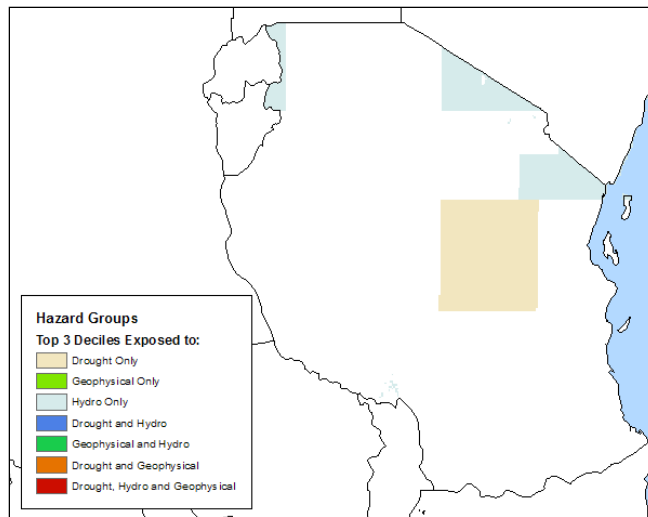 Hazard Groups
Top 3 Deciles Exposed to:
Drought Only
Geophysical Only
Hydro Only
Drought and Hydro
Geophysical and Hydro
Drought and Geophysical
Drought, Hydro and Geophysical